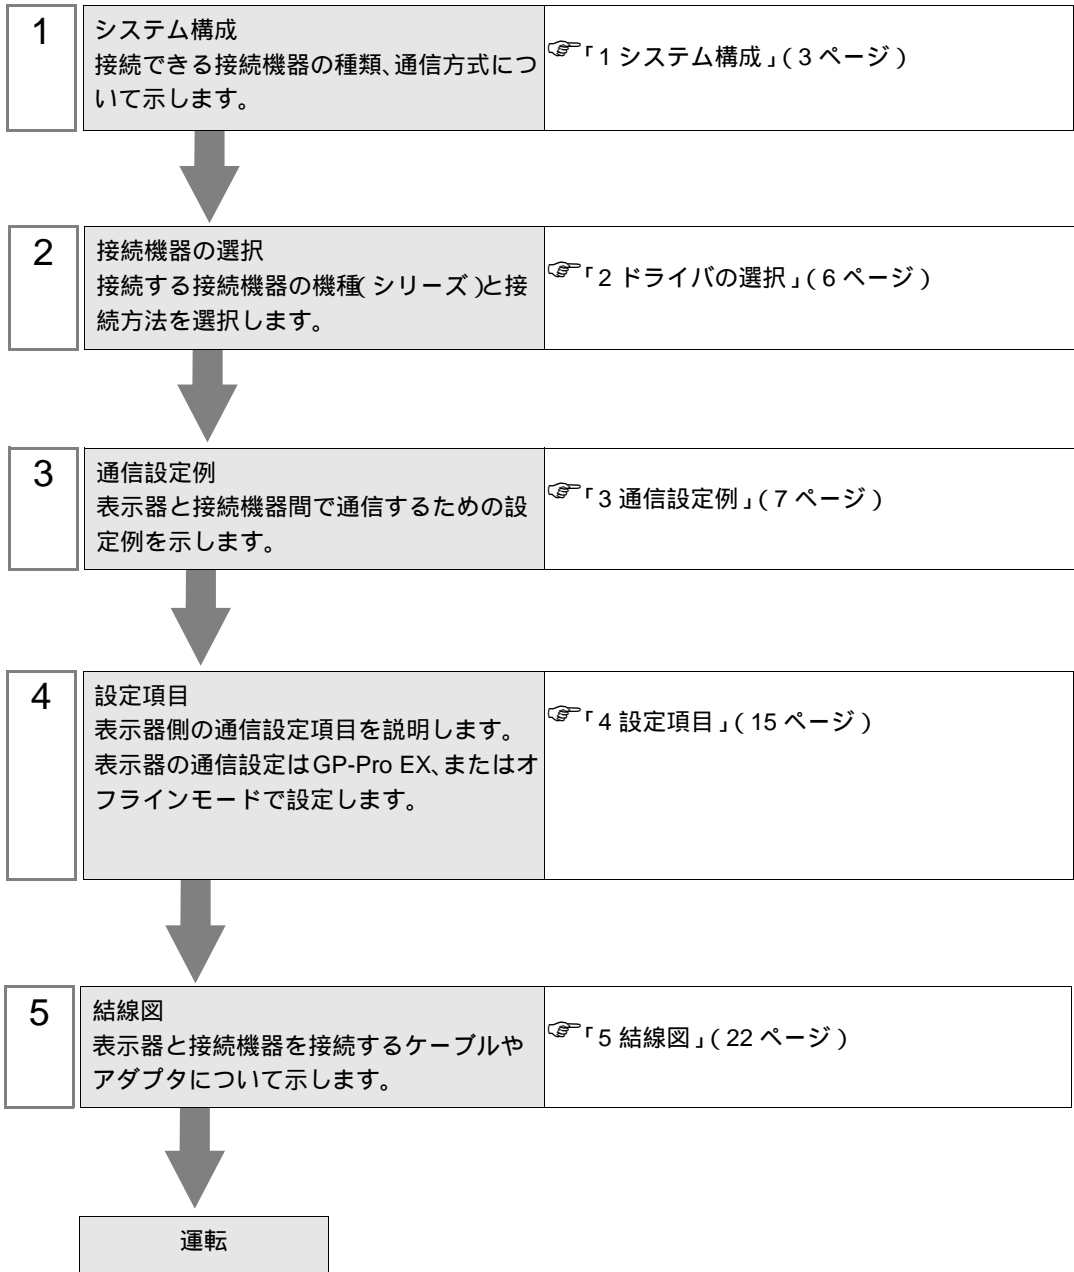 1
システム構成
接続できる接続機器の種類、通信方式につ
いて示します。
☞「1 システム構成」( 3 ページ )
2
接続機器の選択
接続する接続機器の機種( シリーズ )と接
続方法を選択します。
☞「2 ドライバの選択」( 6 ページ )
3
通信設定例
表示器と接続機器間で通信するための設
定例を示します。
☞「3 通信設定例」( 7 ページ )
4
設定項目
表示器側の通信設定項目を説明します。
表示器の通信設定はGP-Pro EX、またはオ
フラインモードで設定します。
☞「4 設定項目」( 15 ページ )
5
結線図
表示器と接続機器を接続するケーブルや
アダプタについて示します。
☞「5 結線図」( 22 ページ )
運転